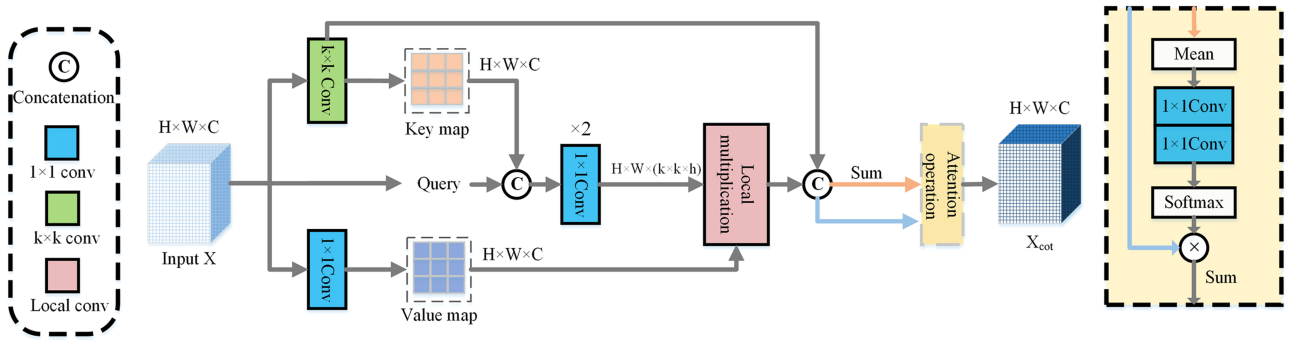 C
Concatenation
1×1 conv
k×k conv
Local conv
H×W×C
Input X
k×k Conv
H×W×C
Key map
Query
C
×2
1×1Conv
H×W×(k×k×h)
1×1Conv
H×W×C
Value map
Local
multiplication
C
Sum
Attention
operation
H×W×C
Xcot
Mean
1×1Conv
1×1Conv
Softmax
×
Sum